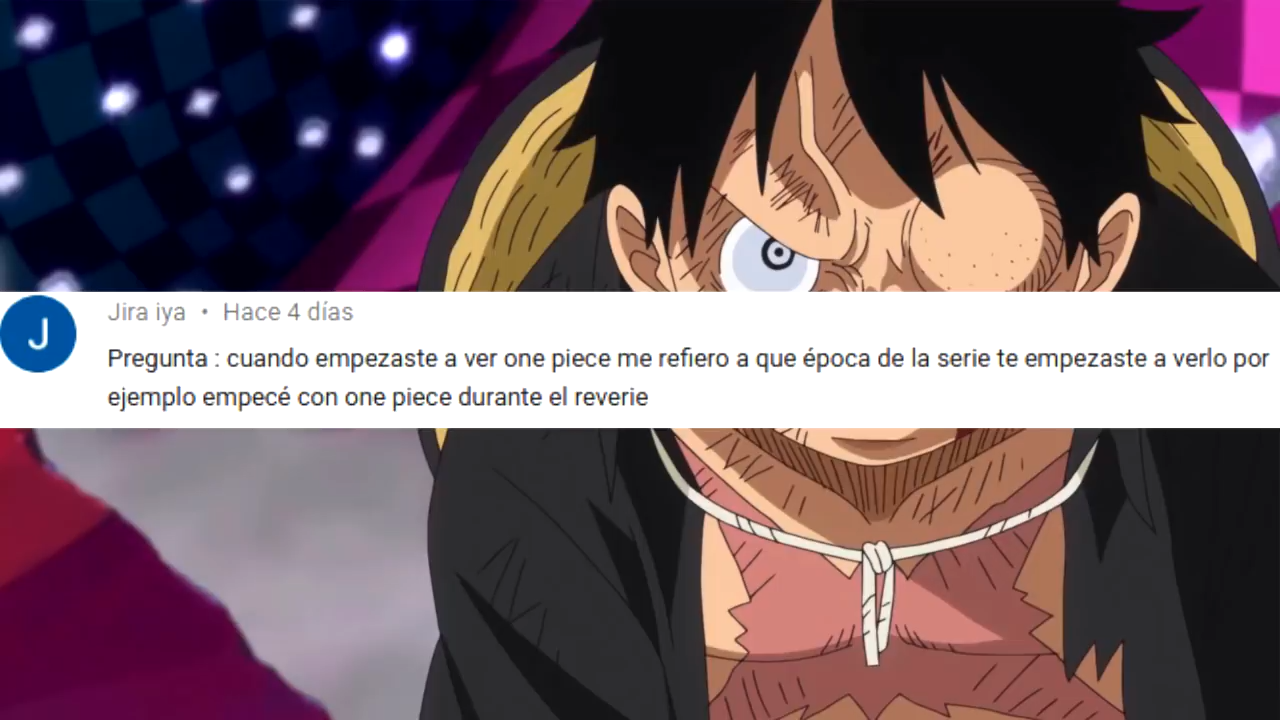 J
Jira iya • Hace 4 días
Pregunta : cuando empezaste a ver one piece me refiero a que época de la serie te empezaste a verlo por
ejemplo empecé con one piece durante el reverie